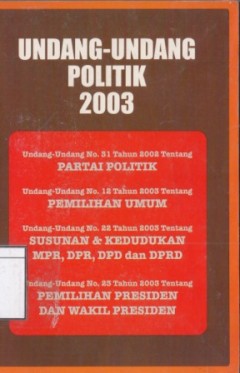 UNDANG-UNDANG
POLITIK
2003
Undang-Undang No. 31 Tahun 2002 Tentang
PARTAI POLITIK
Undang-Undang No. 12 Tahun 2003 Tentang
PEMILIHAN UMUM
Undang-Undang No. 22 Tahun 2003 Tentang
SUSUNAN & KEDUDUKAN
MPR, DPR, DPD dan DPRD
Undang-Undang No. 23 Tahun 2003 Tentang
PEMILIHAN PRESIDEN
DAN WAKIL PRESIDEN